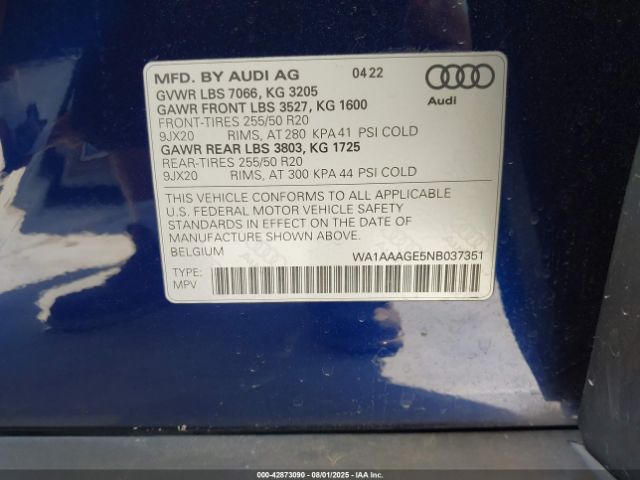 MFD. BY AUDI AG 04 22
GVWR LBS 7066, KG 3205
GAWR FRONT LBS 3527, KG 1600
FRONT-TIRES 255/50 R20
9JX20 RIMS, AT 280 KPA 41 PSI COLD
GAWR REAR LBS 3803, KG 1725
REAR-TIRES 255/50 R20
9JX20 RIMS, AT 300 KPA 44 PSI COLD
Audi
THIS VEHICLE CONFORMS TO ALL APPLICABLE
U.S. FEDERAL MOTOR VEHICLE SAFETY
STANDARDS IN EFFECT ON THE DATE OF
MANUFACTURE SHOWN ABOVE.
BELGIUM WA1AAAGE5NB037351
TYPE:
MPV
000-42873090 - 08/01/2025 - IAAI.COM